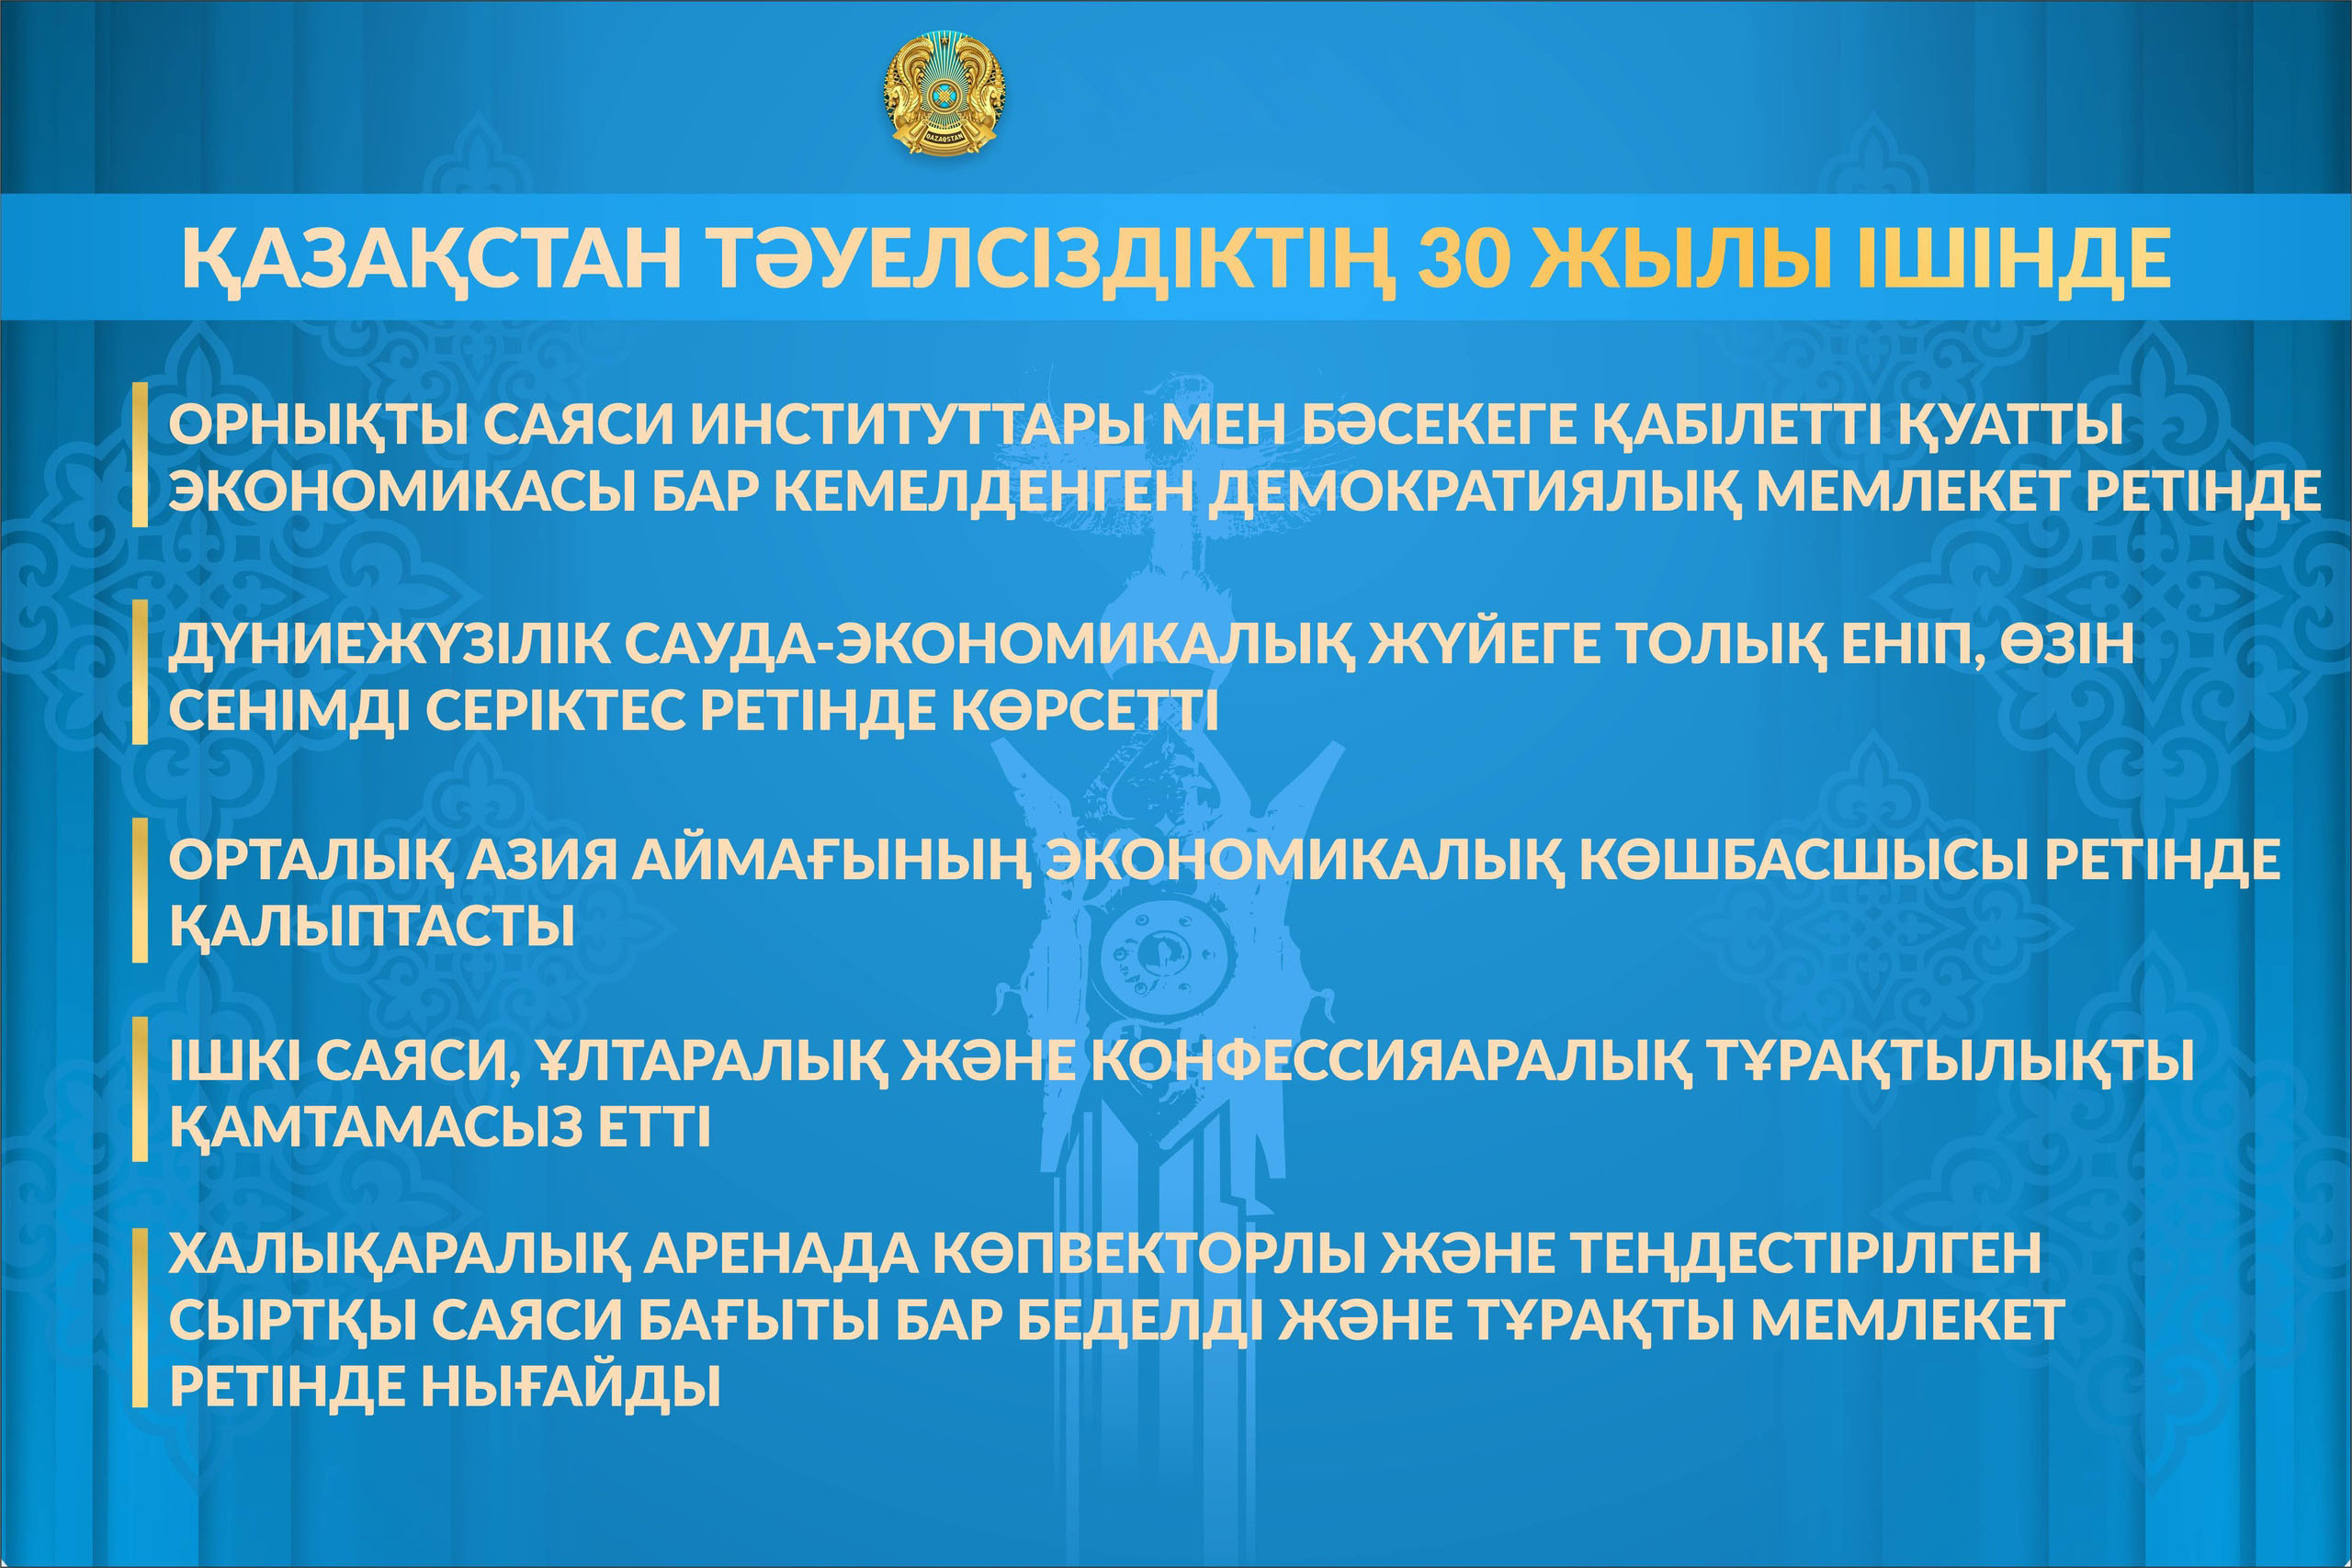 QAZAQSTAN
ҚАЗАҚСТАН ТӘУЕЛСІЗДІКТІҢ 30 ЖЫЛЫ ІШІНДЕ
ОРНЫҚТЫ САЯСИ ИНСТИТУТТАРЫ МЕН БӘСЕКЕГЕ ҚАБІЛЕТТІ ҚУАТТЫ
ЭКОНОМИКАСЫ БАР КЕМЕЛДЕНГЕН ДЕМОКРАТИЯЛЫҚ МЕМЛЕКЕТ РЕТІНДЕ
ДҮНИЕЖҮЗІЛІК САУДА-ЭКОНОМИКАЛЫҚ ЖҮЙЕГЕ ТОЛЫҚ ЕНІП, ӨЗІН
СЕНІМДІ СЕРІКТЕС РЕТІНДЕ КӨРСЕТТІ
ОРТАЛЫҚ АЗИЯ АЙМАҒЫНЫҢ ЭКОНОМИКАЛЫҚ КӨШБАСШЫСЫ РЕТІНДЕ
ҚАЛЫПТАСТЫ
ІШКІ САЯСИ, ҰЛТАРАЛЫҚ ЖӘНЕ КОНФЕССИЯАРАЛЫҚ ТҰРАҚТЫЛЫҚТЫ
ҚАМТАМАСЫЗ ЕТТІ
ХАЛЫҚАРАЛЫҚ АРЕНАДА КӨПВЕКТОРЛЫ ЖӘНЕ ТЕҢДЕСТІРІЛГЕН
СЫРТҚЫ САЯСИ БАҒЫТЫ БАР БЕДЕЛДІ ЖӘНЕ ТҰРАҚТЫ МЕМЛЕКЕТ
РЕТІНДЕ НЫҒАЙДЫ